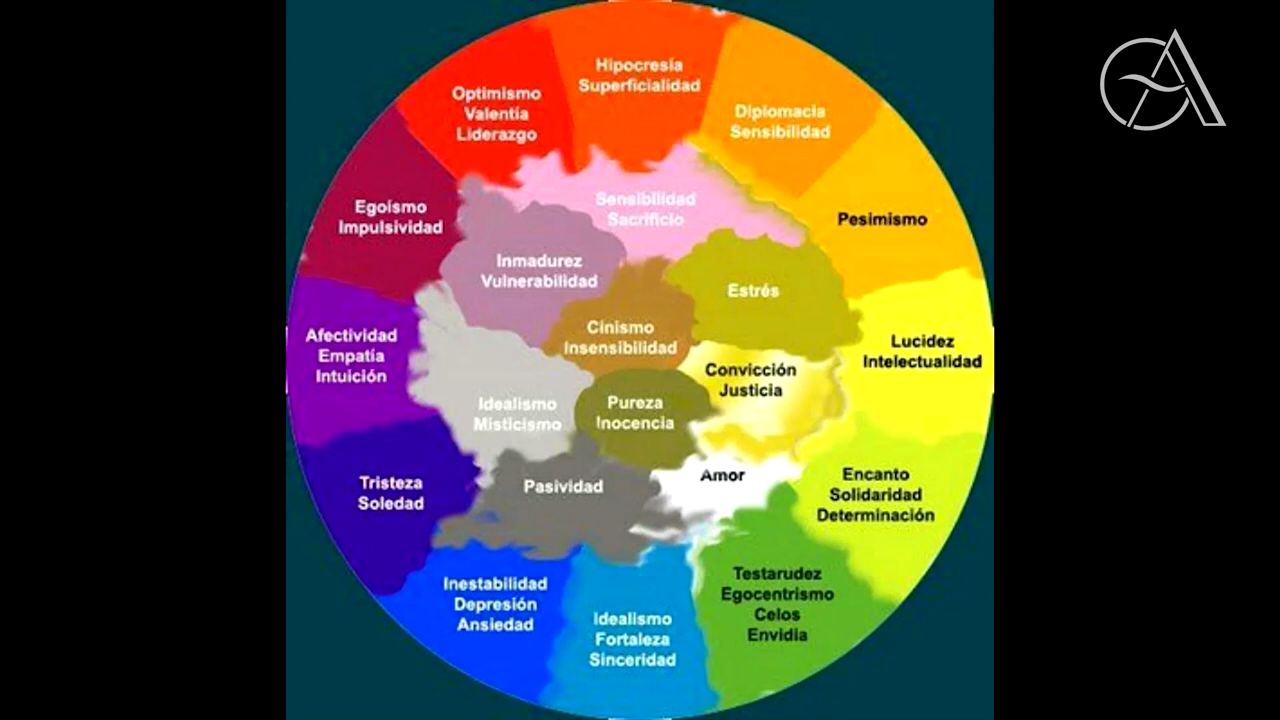 Hipocresía
Superficialidad
Optimismo
Valentía
Liderazgo
Diplomacia
Sensibilidad
Egoismo
Impulsividad
Sensibilidad
Sacrificio
Pesimismo
Inmadurez
Vulnerabilidad
Estrés
Afectividad
Empatía
Intuición
Cinismo
Insensibilidad
Convicción
Justicia
Lucidez
Intelectualidad
Idealismo
Misticismo
Pureza
Inocencia
Tristeza
Soledad
Pasividad
Amor
Encanto
Solidaridad
Determinación
Inestabilidad
Depresión
Ansiedad
Idealismo
Fortaleza
Sinceridad
Testarudez
Egocentrismo
Celos
Envidia